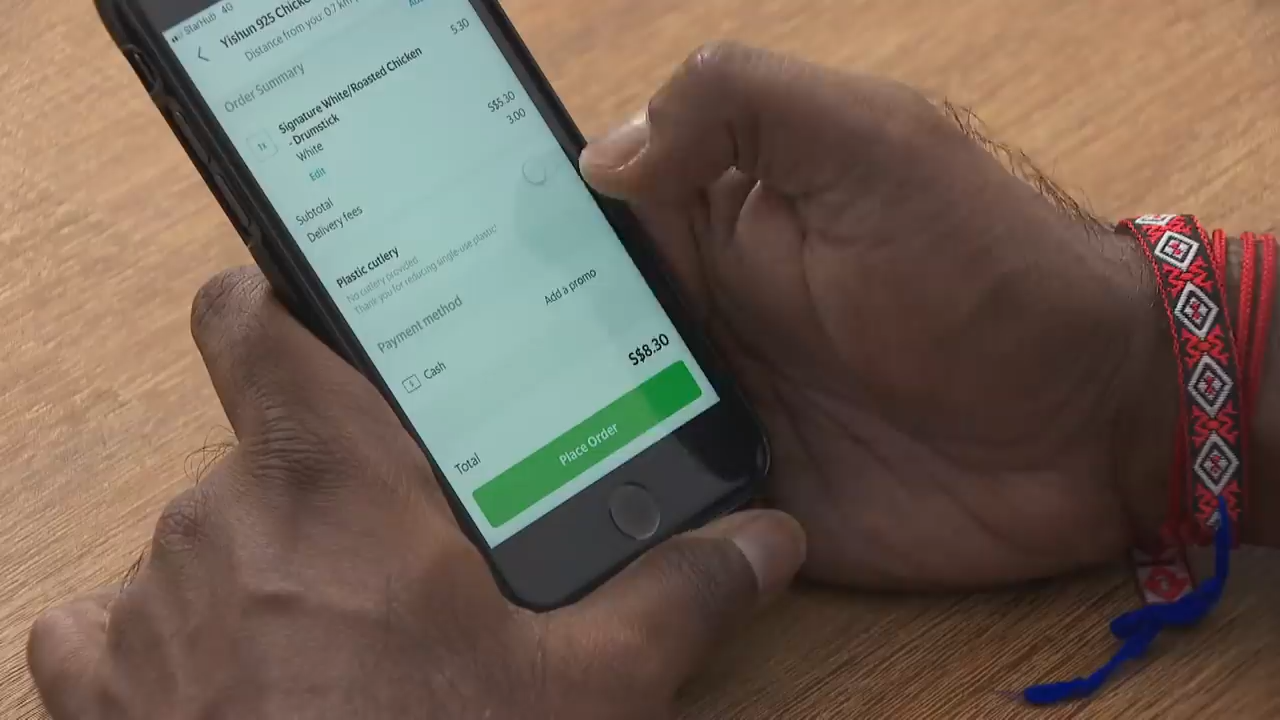 StarHub 4G
Yishun 925 Chicke
Distance from you: 0.7 km
Order Summary
5.30
1x
Signature White/Roasted Chicken
- Drumstick
White
Edit
Subtotal
S$5.30
Delivery fees
3.00
Plastic cutlery
No cutlery provided.
Thank you for reducing single-use plastic!
Payment method
Add a promo
Cash
Total
S$8.30
Place Order